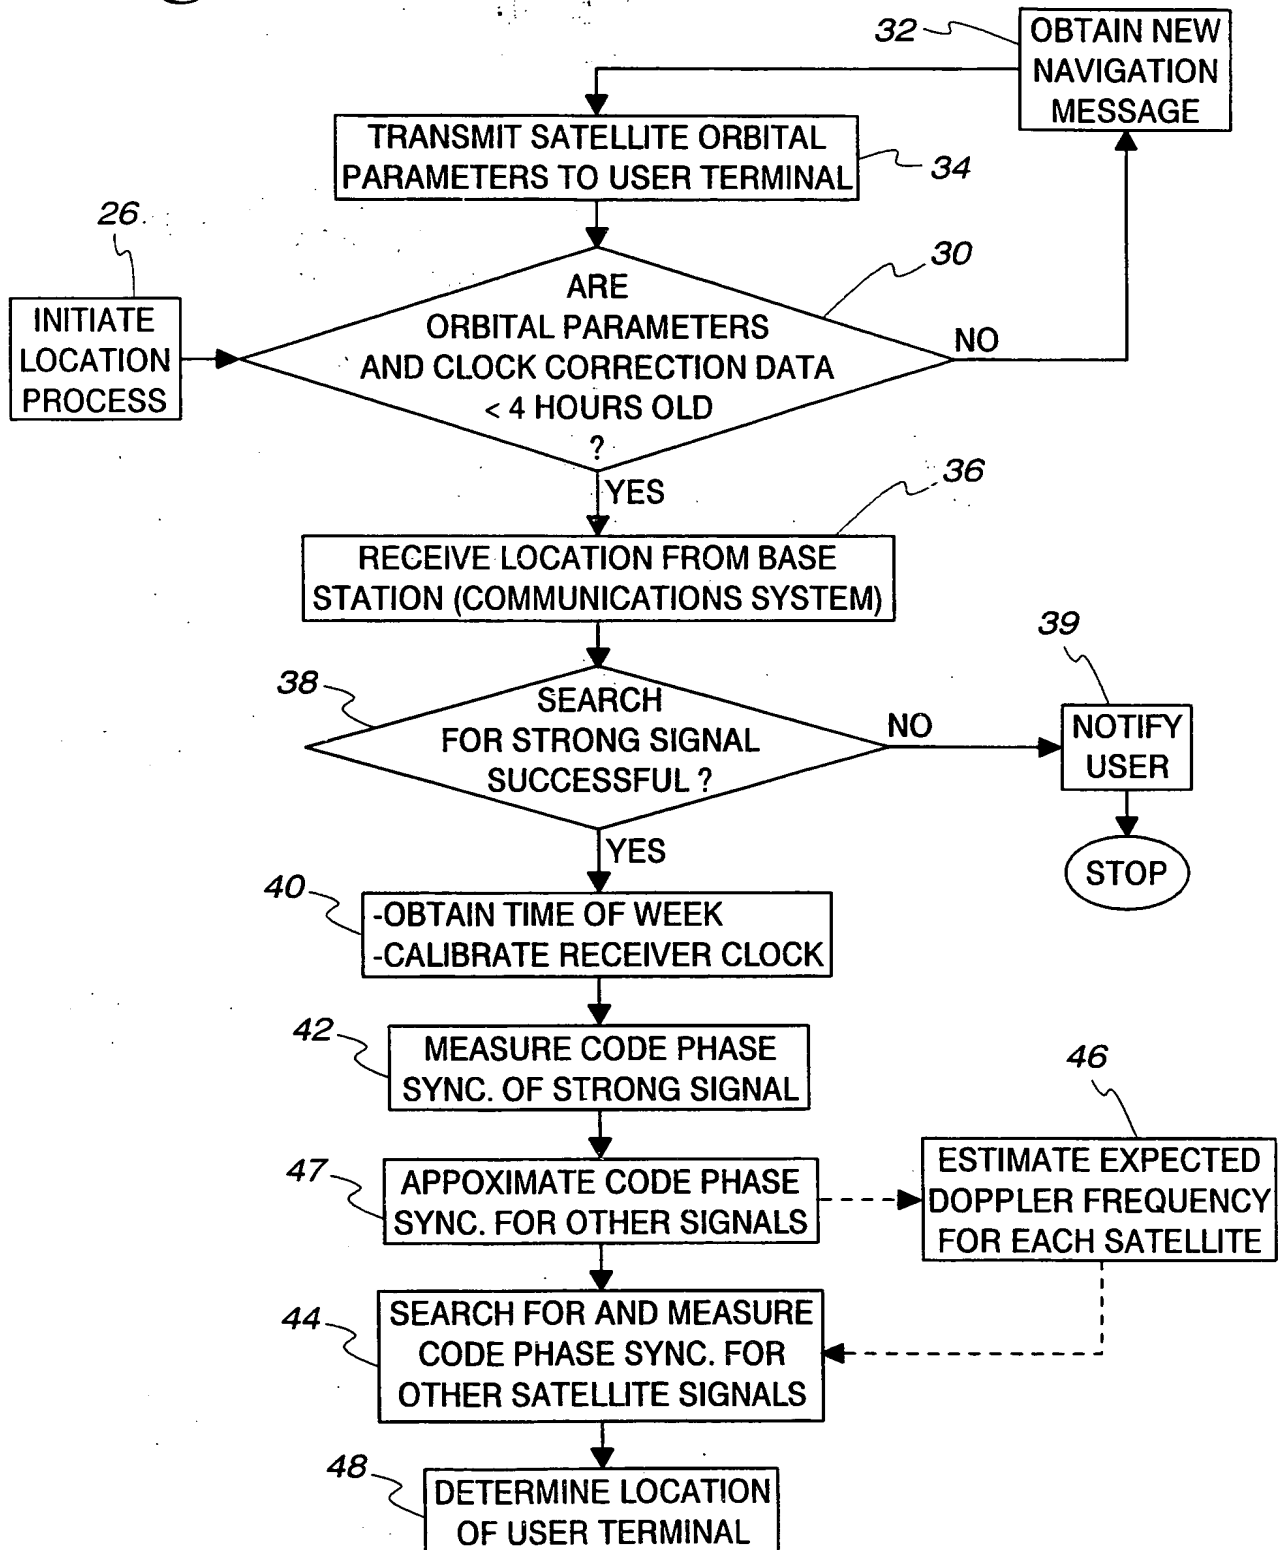 32
OBTAIN NEW
NAVIGATION
MESSAGE
TRANSMIT SATELLITE ORBITAL
PARAMETERS TO USER TERMINAL
34
26
INITIATE
LOCATION
PROCESS
30
ARE
ORBITAL PARAMETERS
AND CLOCK CORRECTION DATA
< 4 HOURS OLD
?
NO
YES
36
RECEIVE LOCATION FROM BASE
STATION (COMMUNICATIONS SYSTEM)
38
SEARCH
FOR STRONG SIGNAL
SUCCESSFUL ?
NO
39
NOTIFY
USER
STOP
YES
40
-OBTAIN TIME OF WEEK
-CALIBRATE RECEIVER CLOCK
42
MEASURE CODE PHASE
SYNC. OF STRONG SIGNAL
47
APPOXIMATE CODE PHASE
SYNC. FOR OTHER SIGNALS
46
ESTIMATE EXPECTED
DOPPLER FREQUENCY
FOR EACH SATELLITE
44
SEARCH FOR AND MEASURE
CODE PHASE SYNC. FOR
OTHER SATELLITE SIGNALS
48
DETERMINE LOCATION
OF USER TERMINAL